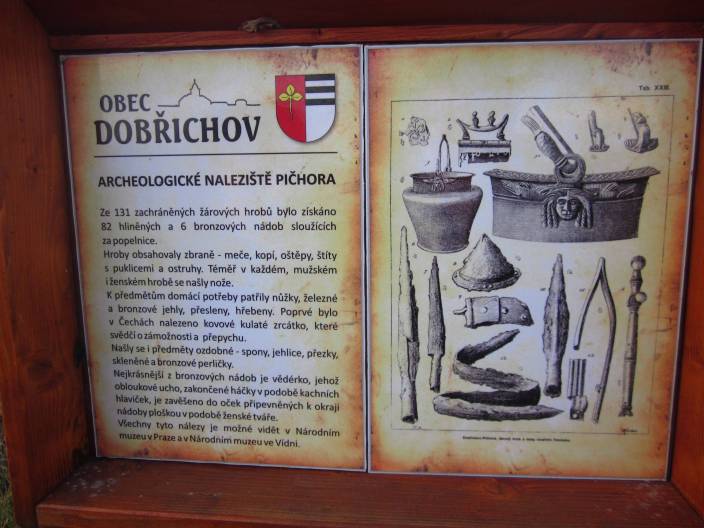 OBEC
DOBŘICHOV
ARCHEOLOGICKÉ NALEZIŠTĚ PIČHORA
Ze 131 zachráněných žárových hrobů bylo získáno
82 hliněných a 6 bronzových nádob sloužících
za popelnice.
Hroby obsahovaly zbraně - meče, kopí, oštěpy, štíty
s puklicemi a ostruhy. Téměř v každém, mužském
i ženském hrobě se našly nože.
K předmětům domácí potřeby patřily nůžky, železné
a bronzové jehly, přesleny, hřebeny. Poprvé bylo
v Čechách nalezeno kovové kulaté zrcátko, které
svědčí o zámožnosti a přepychu.
Našly se i předměty ozdobné - spony, jehlice, přezky,
skleněné a bronzové perličky.
Nejkrásnější z bronzových nádob je vědérko, jehož
obloukové ucho, zakončené háčky v podobě kachních
hlaviček, je zavěšeno do oček připevněných k okraji
nádoby ploškou v podobě ženské tváře.
Všechny tyto nálezy je možné vidět v Národním
muzeu v Praze a v Národním muzeu ve Vídni.
Tab. XXIII.